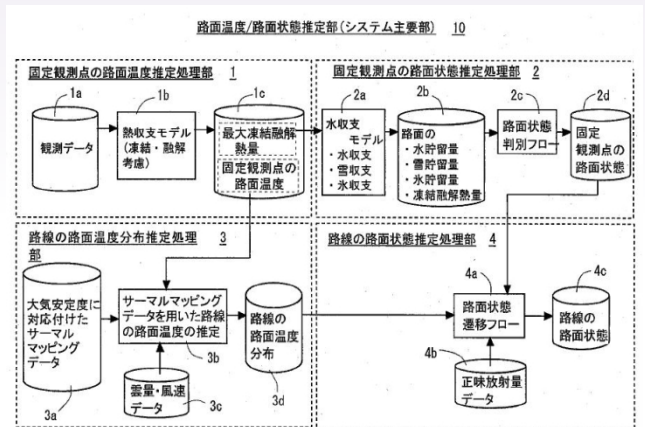 路面温度/路面状態推定部(システム主要部) 10
固定観測点の路面温度推定処理部 1
1a
1b
1c
観測データ
熱収支モデル
(凍結・融解
考慮)
最大凍結融解
熱量
固定観測点の
路面温度
固定観測点の路面状態推定処理部 2
2a
2b
2c
2d
水収支
モデル
・水収支
・雪収支
・氷収支
路面の
・水貯留量
・雪貯留量
・氷貯留量
・凍結融解熱量
路面状態
判別フロー
固定
観測点の
路面状態
路線の路面温度分布推定処理
部
3
大気安定度に
対応付けた
サーマル
マッピング
データ
3a
サーマルマッピング
データを用いた路線
の路面温度の推定
3b
雲量・風速
データ
3c
路線の
路面温度
分布
3d
路線の路面状態推定処理部 4
4a
路面状態
遷移フロー
4b
正味放射量
データ
4c
路線の
路面状態